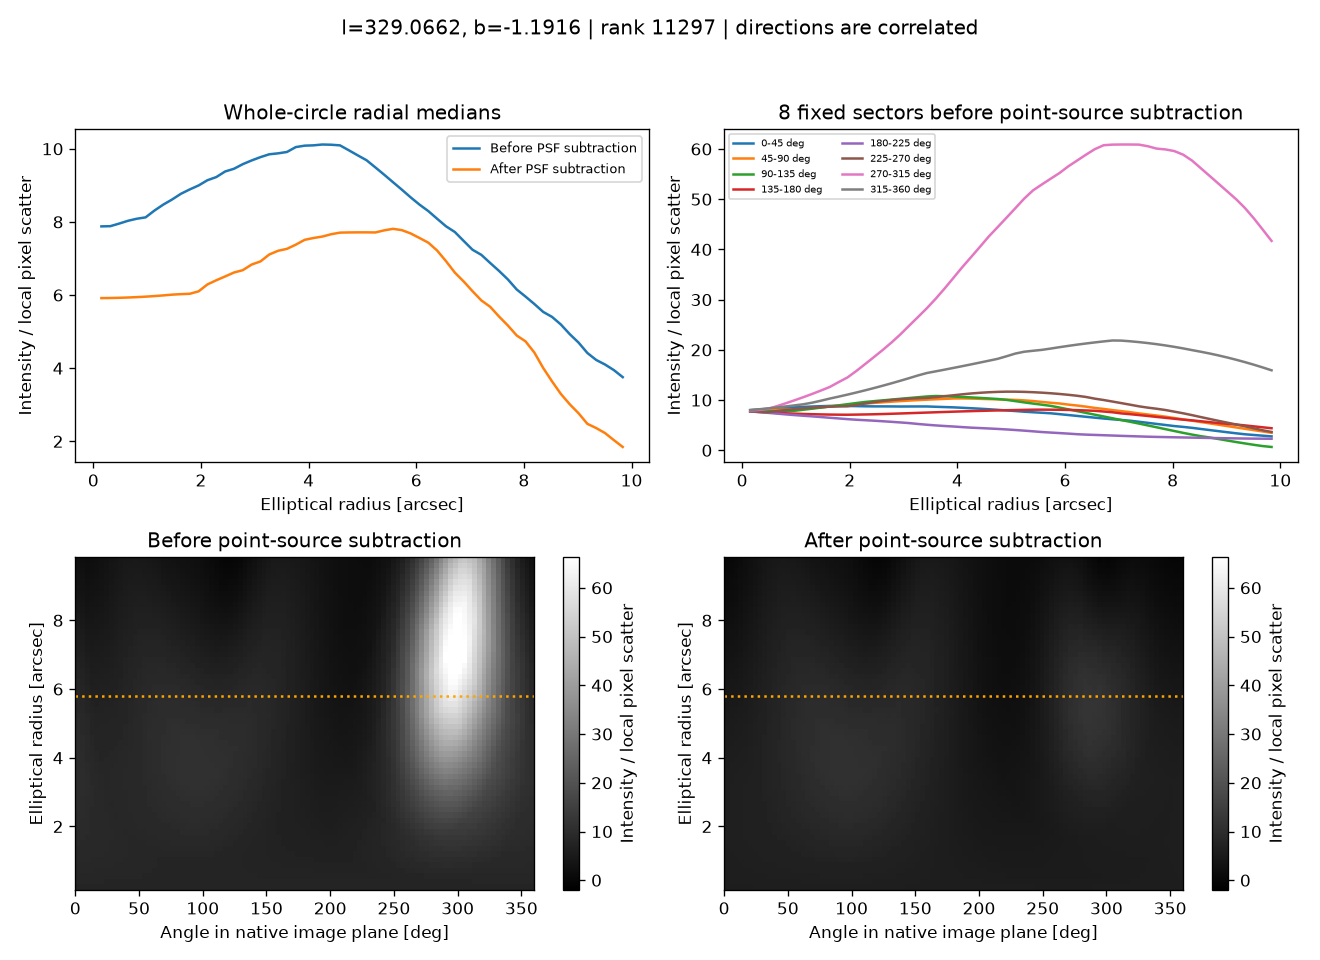 l=329.0662, b=-1.1916 | rank 11297 | directions are correlated
Whole-circle radial medians
Before PSF subtraction
After PSF subtraction
Intensity / local pixel scatter
10
8
6
4
2
0 2 4 6 8 10
Elliptical radius [arcsec]
8 fixed sectors before point-source subtraction
0-45 deg
45-90 deg
90-135 deg
135-180 deg
180-225 deg
225-270 deg
270-315 deg
315-360 deg
Intensity / local pixel scatter
60
50
40
30
20
10
0
0 2 4 6 8 10
Elliptical radius [arcsec]
Before point-source subtraction
Elliptical radius [arcsec]
8
6
4
2
0 50 100 150 200 250 300 350
Angle in native image plane [deg]
60
50
40
30
20
10
0
Intensity / local pixel scatter
After point-source subtraction
Elliptical radius [arcsec]
8
6
4
2
0 50 100 150 200 250 300 350
Angle in native image plane [deg]
60
50
40
30
20
10
0
Intensity / local pixel scatter